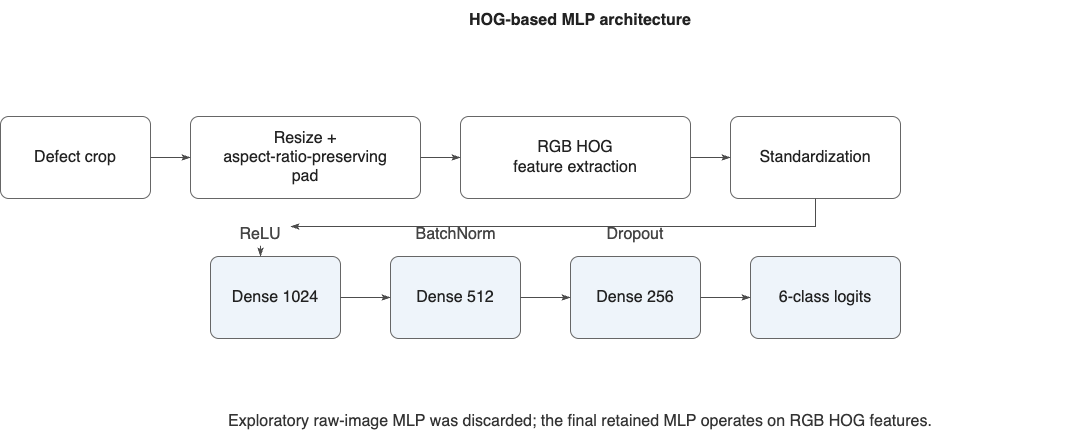 HOG-based MLP architecture
Defect crop
Resize +
aspect-ratio-preserving
pad
RGB HOG
feature extraction
Standardization
ReLU
BatchNorm
Dropout
Dense 1024
Dense 512
Dense 256
6-class logits
Exploratory raw-image MLP was discarded; the final retained MLP operates on RGB HOG features.